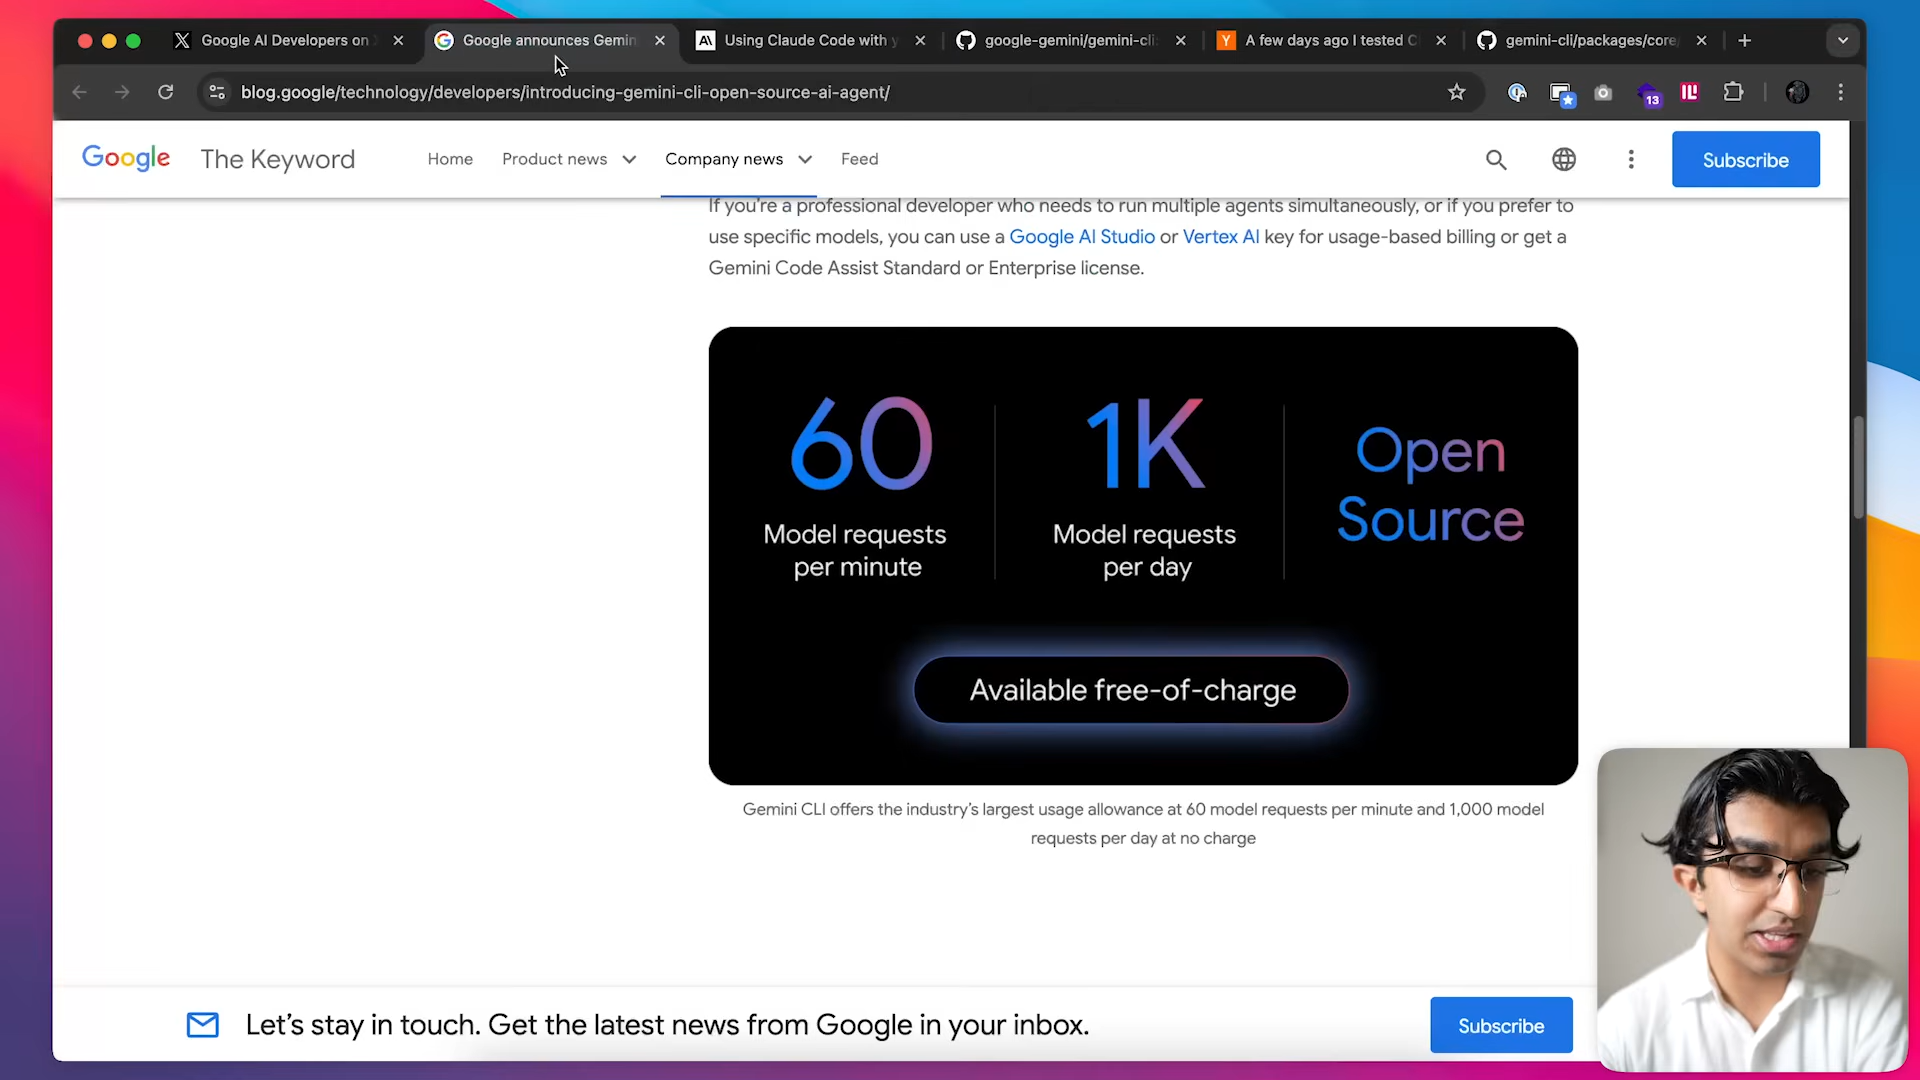 Google AI Developers on
Google announces Gemin
Using Claude Code with y
google-gemini/gemini-cli
A few days ago I tested C
gemini-cli/packages/core/
blog.google/technology/developers/introducing-gemini-cli-open-source-ai-agent/
13
Google The Keyword
Home
Product news
Company news
Feed
Subscribe
If you're a professional developer who needs to run multiple agents simultaneously, or if you prefer to
use specific models, you can use a Google AI Studio or Vertex AI key for usage-based billing or get a
Gemini Code Assist Standard or Enterprise license.
60
Model requests
per minute
1K
Model requests
per day
Open
Source
Available free-of-charge
Gemini CLI offers the industry's largest usage allowance at 60 model requests per minute and 1,000 model
requests per day at no charge
Let's stay in touch. Get the latest news from Google in your inbox.
Subscribe